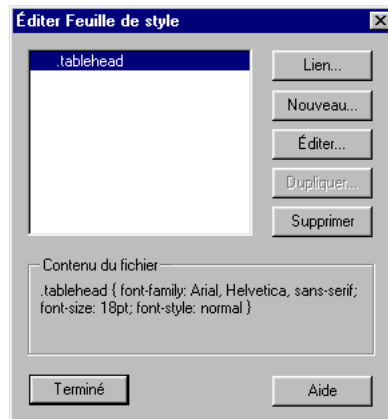 Éditer Feuille de style
.tablehead
Lien...
Nouveau...
Éditer...
Dupliquer...
Supprimer
Contenu du fichier
.tablehead { font-family: Arial, Helvetica, sans-serif;
font-size: 18pt; font-style: normal }
Terminé
Aide